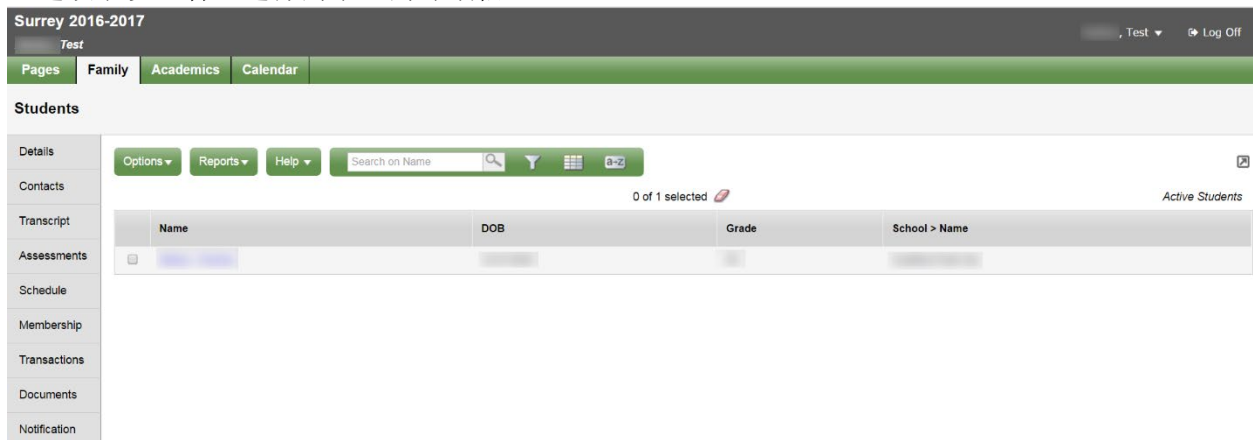 Surrey 2016-2017
Test
, Test
Log Off
Pages
Family
Academics
Calendar
Students
Details
Contacts
Transcript
Assessments
Schedule
Membership
Transactions
Documents
Notification
Options
Reports
Help
Search on Name
a-z
0 of 1 selected
Active Students
Name
DOB
Grade
School > Name